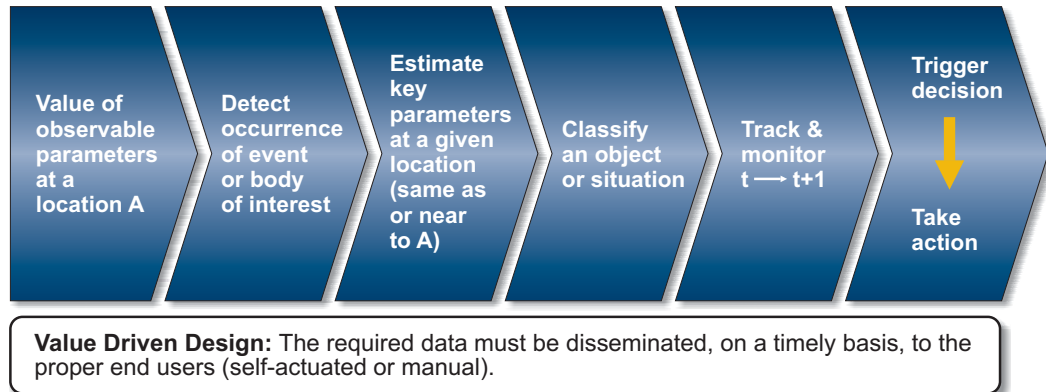 Value of
observable
parameters
at a
location A
Detect
occurrence
of event
or body
of interest
Estimate
key
parameters
at a given
location
(same as
or near
to A)
Classify
an object
or situation
Track &
monitor
t ⟶ t+1
Trigger
decision
Take
action
Value Driven Design: The required data must be disseminated, on a timely basis, to the
proper end users (self-actuated or manual).